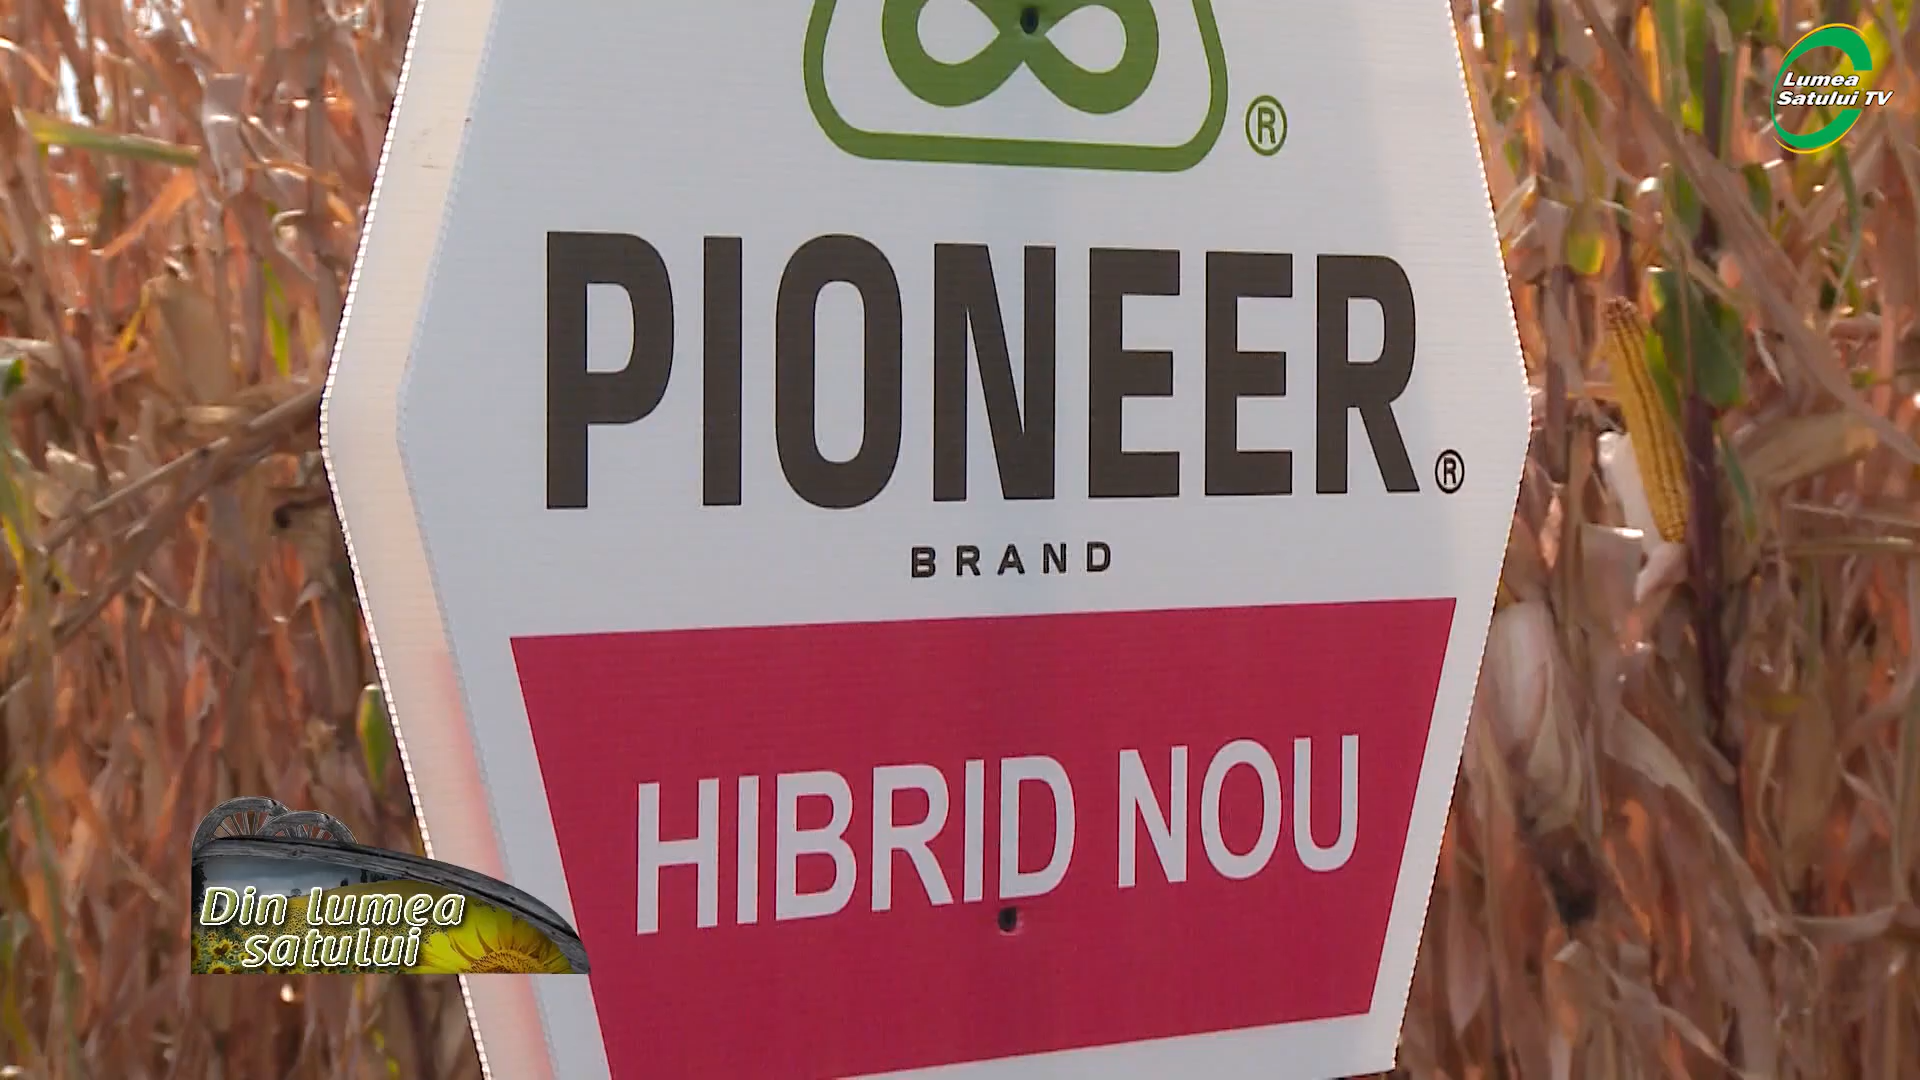 Lumea
Satului TV
®
PIONEER®
BRAND
HIBRID NOU
Din lumea
satului